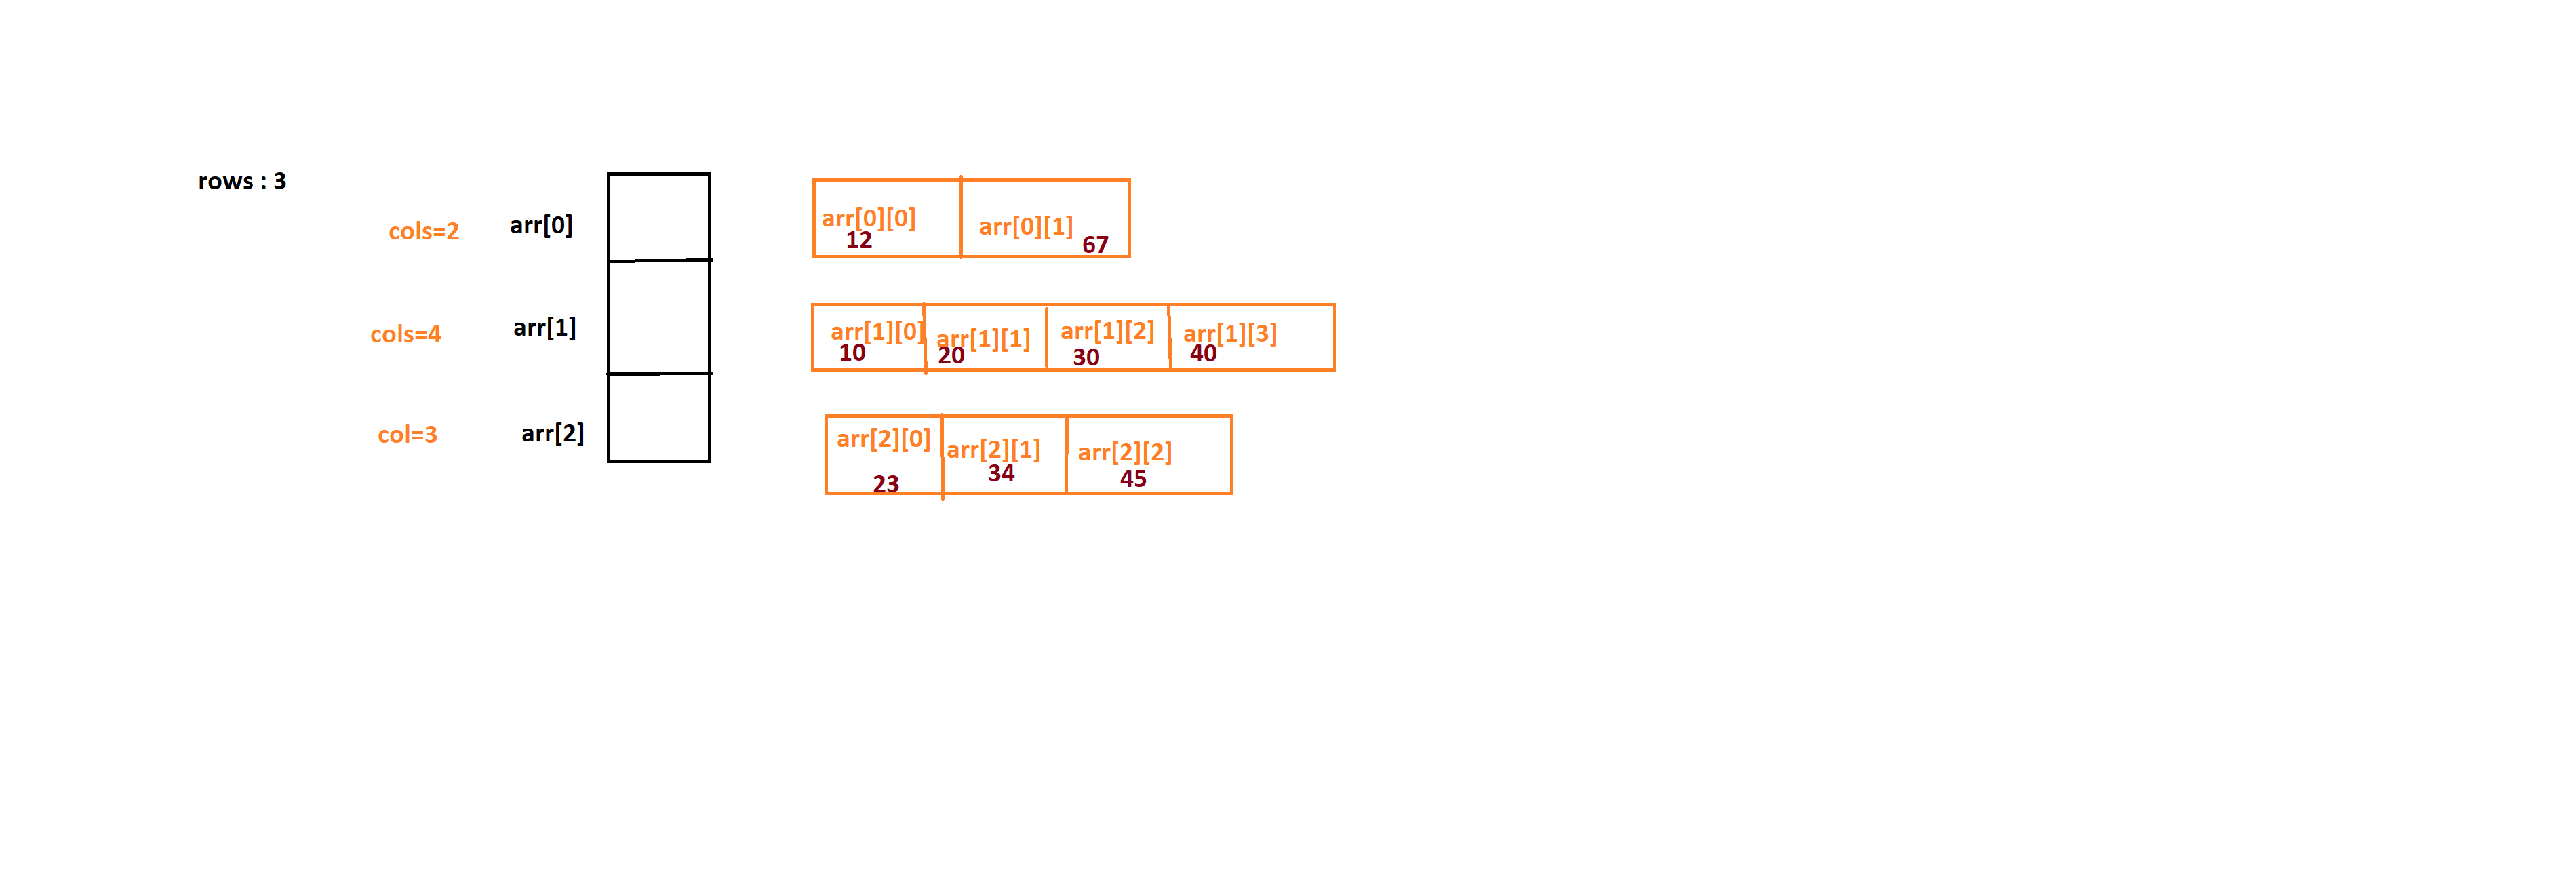 rows : 3
cols=2 arr[0] arr[0][0] arr[0][1]
12 67
cols=4 arr[1] arr[1][0] arr[1][1] arr[1][2] arr[1][3]
10 20 30 40
col=3 arr[2] arr[2][0] arr[2][1] arr[2][2]
23 34 45